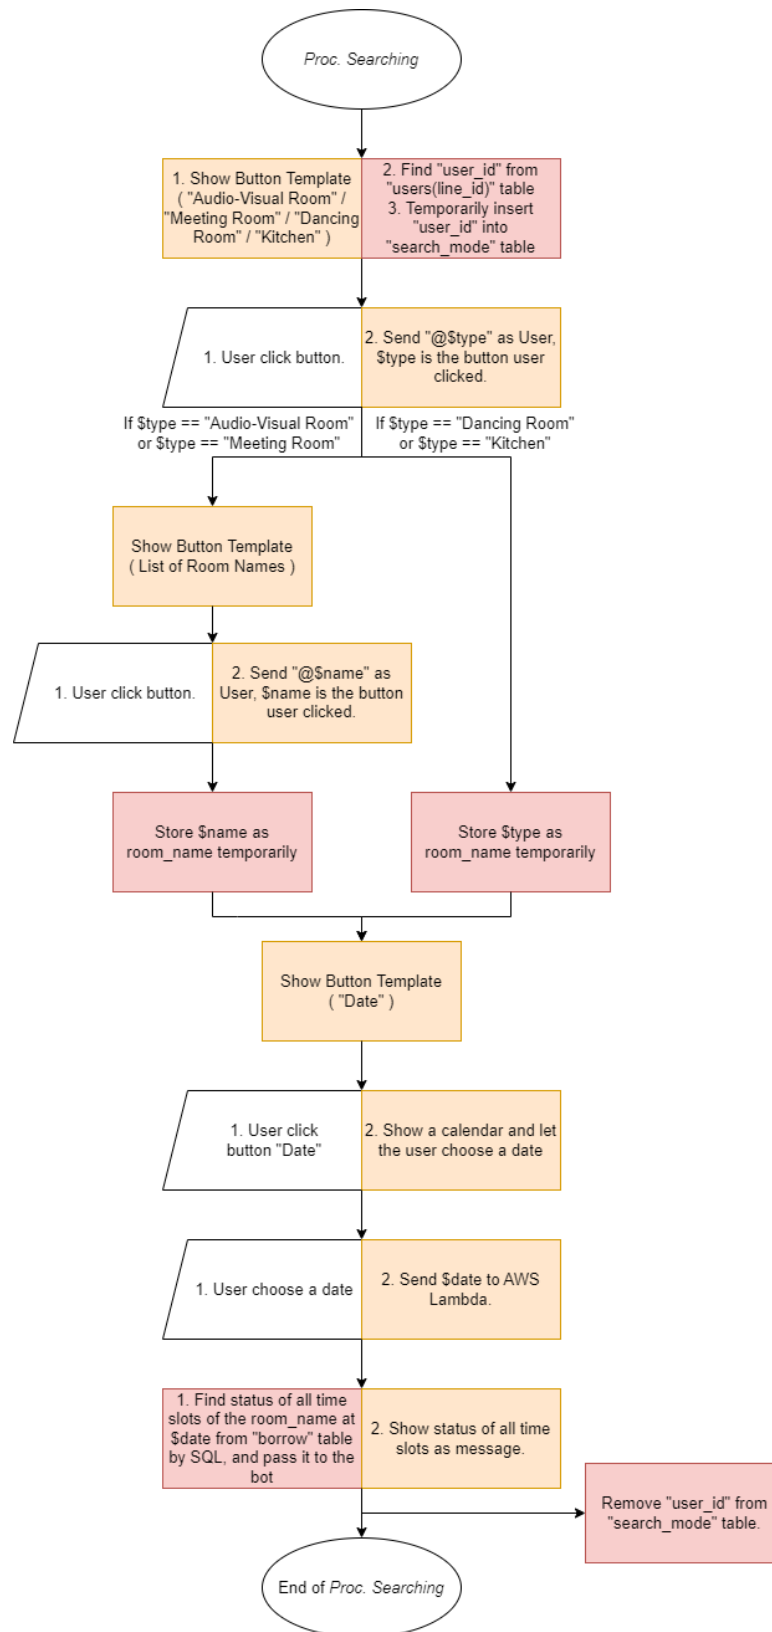 Proc. Searching
1. Show Button Template
( "Audio-Visual Room" /
"Meeting Room" / "Dancing
Room" / "Kitchen" )
2. Find "user_id" from
"users(line_id)" table
3. Temporarily insert
"user_id" into
"search_mode" table
1. User click button.
2. Send "@$type" as User,
$type is the button user
clicked.
If $type == "Audio-Visual Room"
or $type == "Meeting Room"
If $type == "Dancing Room"
or $type == "Kitchen"
Show Button Template
( List of Room Names )
1. User click button.
2. Send "@$name" as
User, $name is the button
user clicked.
Store $name as
room_name temporarily
Store $type as
room_name temporarily
Show Button Template
( "Date" )
1. User click
button "Date"
2. Show a calendar and let
the user choose a date
1. User choose a date
2. Send $date to AWS
Lambda.
1. Find status of all time
slots of the room_name at
$date from "borrow" table
by SQL, and pass it to the
bot
2. Show status of all time
slots as message.
Remove "user_id" from
"search_mode" table.
End of Proc. Searching